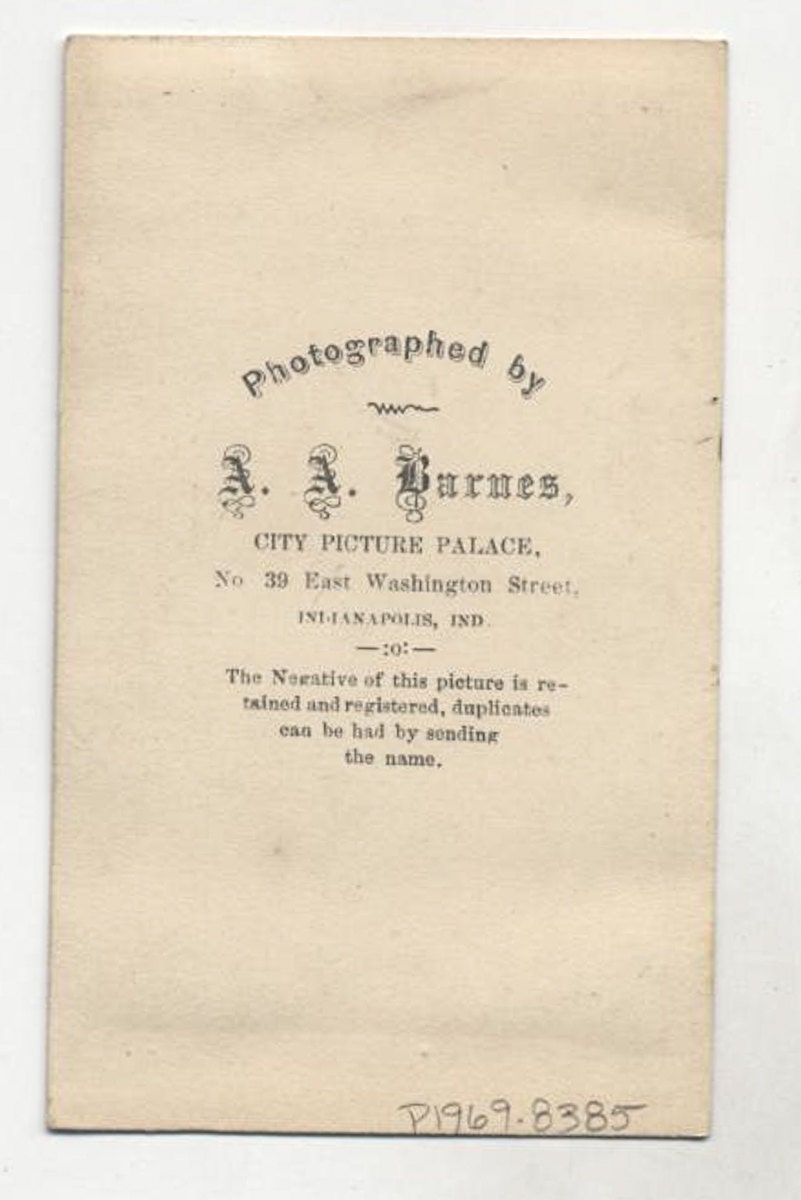 Photographed by
A. A. Barnes,
CITY PICTURE PALACE,
No 39 East Washington Street,
INDIANAPOLIS, IND.
—:o:—
The Negative of this picture is re-
tained and registered, duplicates
can be had by sending
the name.
P1969.8385